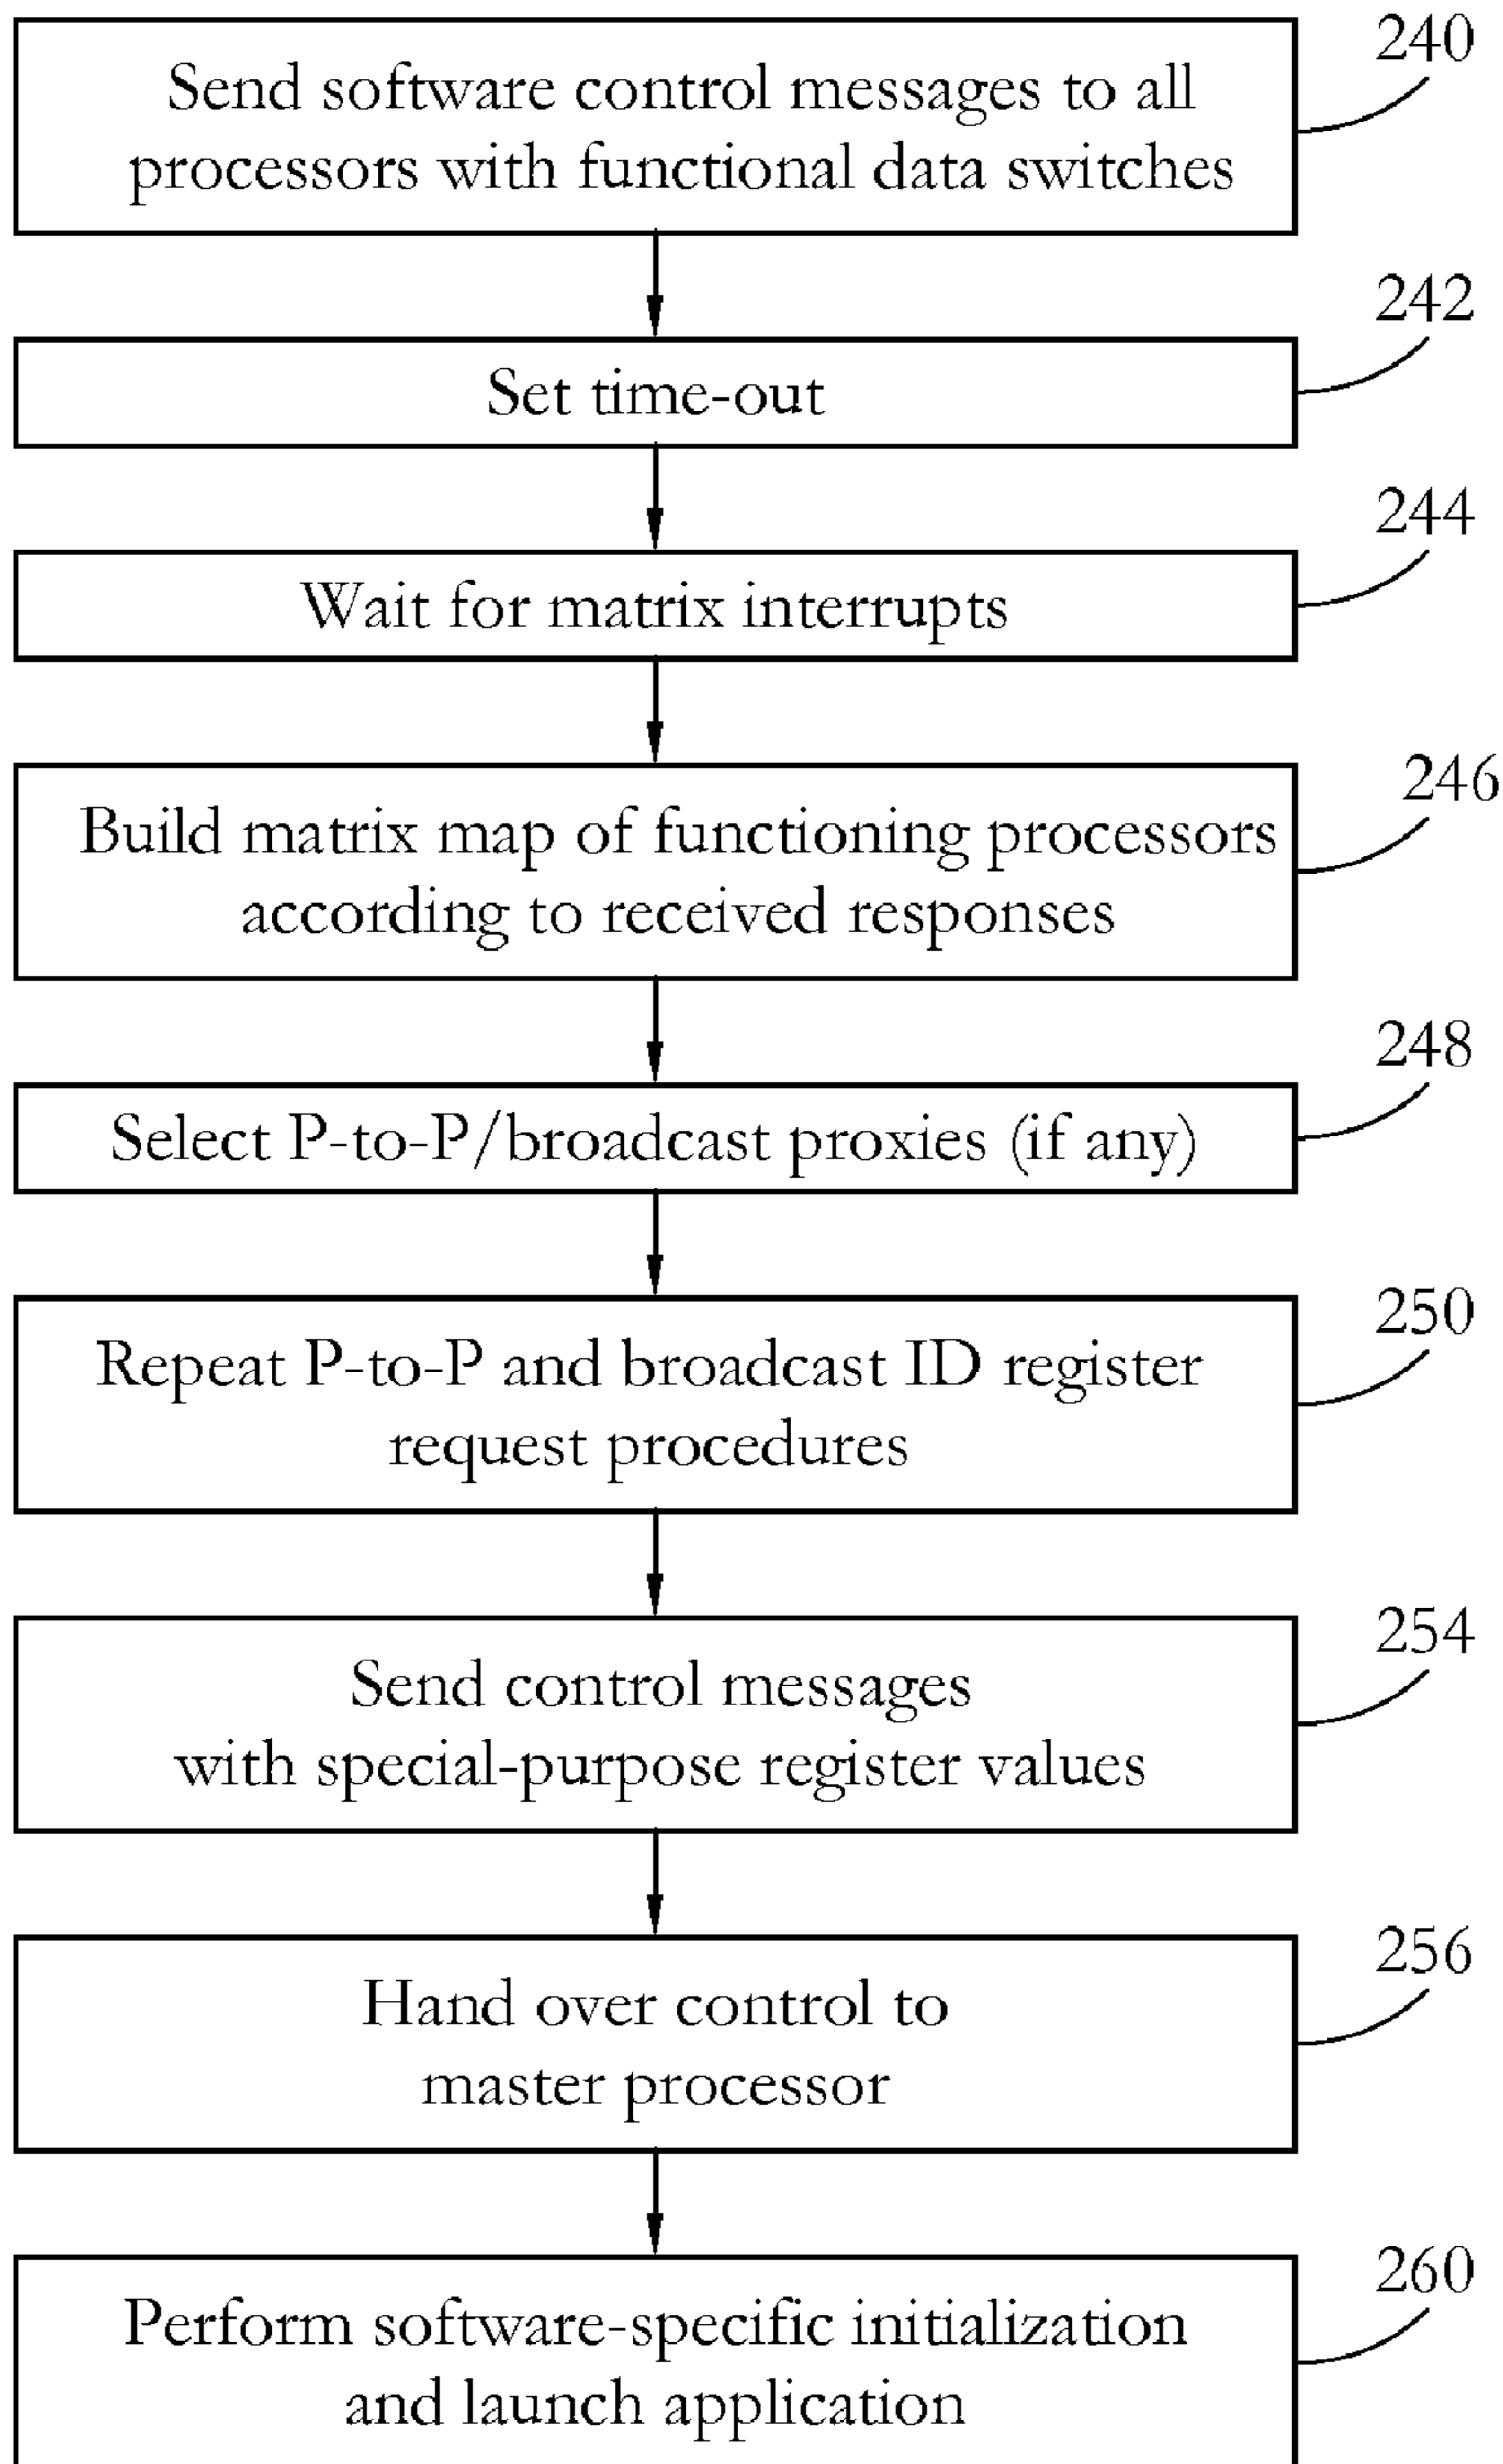 240
Send software control messages to all
processors with functional data switches
242
Set time-out
244
Wait for matrix interrupts
246
Build matrix map of functioning processors
according to received responses
248
Select P-to-P/broadcast proxies (if any)
250
Repeat P-to-P and broadcast ID register
request procedures
254
Send control messages
with special-purpose register values
256
Hand over control to
master processor
260
Perform software-specific initialization
and launch application